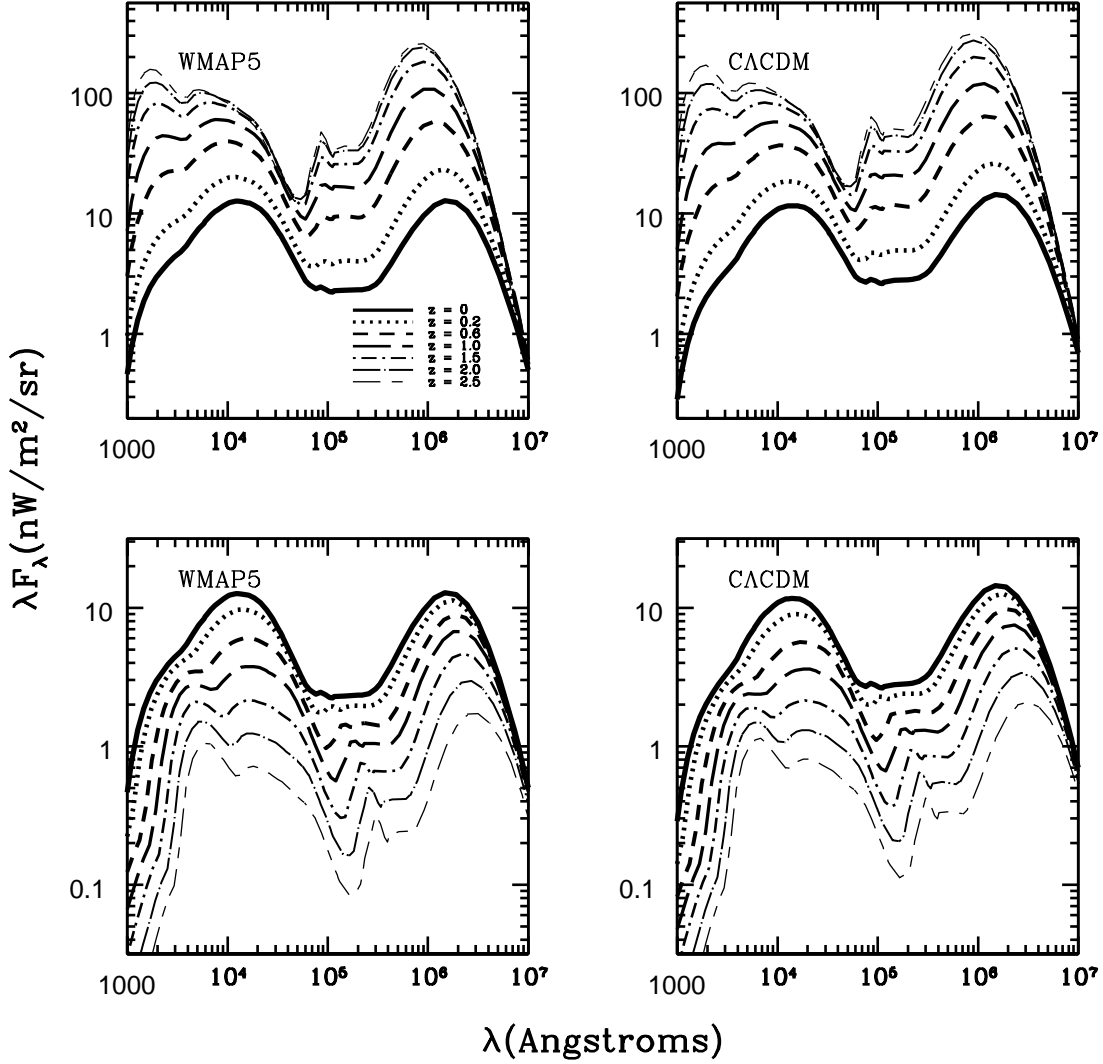 WMAP5
CΛCDM
100
10
1
100
10
1
z = 0
z = 0.2
z = 0.6
z = 1.0
z = 1.5
z = 2.0
z = 2.5
1000 10⁴ 10⁵ 10⁶ 10⁷
1000 10⁴ 10⁵ 10⁶ 10⁷
λF_λ(nW/m²/sr)
WMAP5
CΛCDM
10
1
0.1
10
1
0.1
1000 10⁴ 10⁵ 10⁶ 10⁷
1000 10⁴ 10⁵ 10⁶ 10⁷
λ(Angstroms)